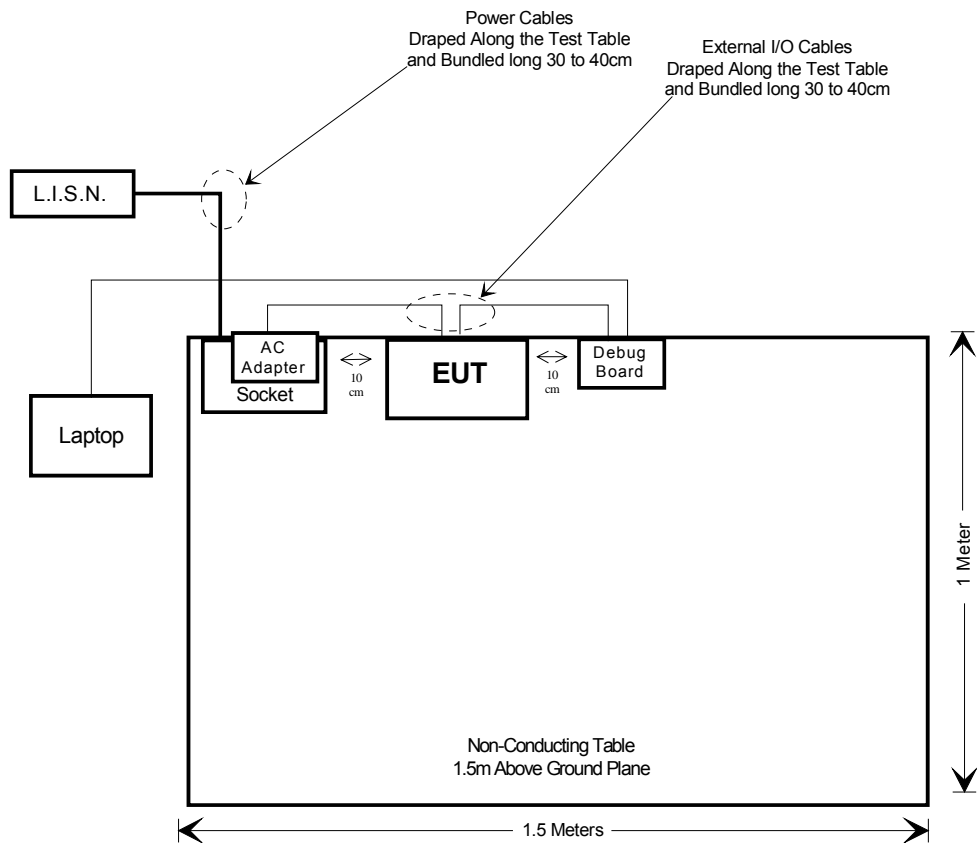 Power Cables
Draped Along the Test Table
and Bundled long 30 to 40cm
External I/O Cables
Draped Along the Test Table
and Bundled long 30 to 40cm
L.I.S.N.
AC
Adapter
Socket
10
cm
EUT
10
cm
Debug
Board
Laptop
1 Meter
Non-Conducting Table
1.5m Above Ground Plane
1.5 Meters